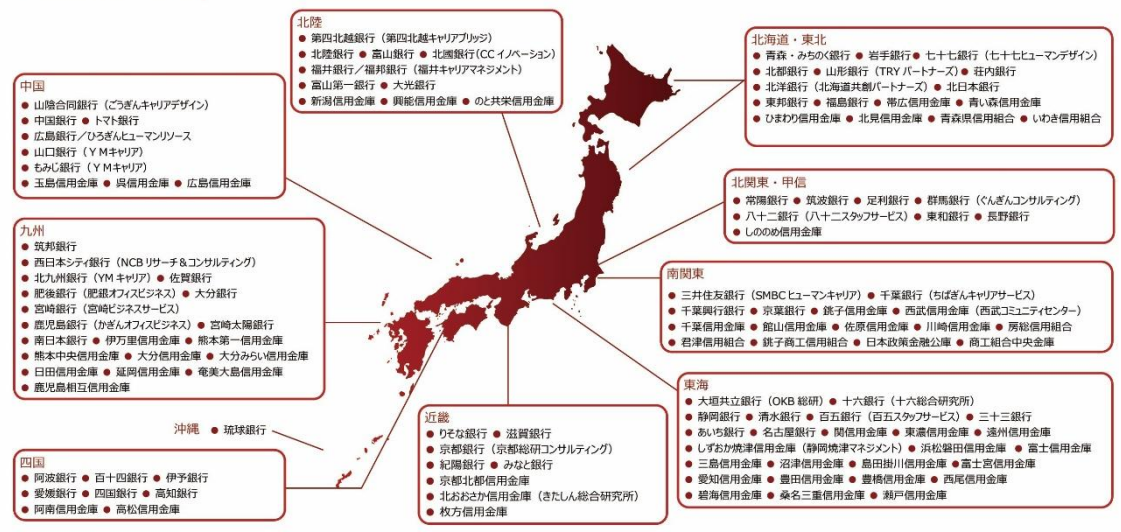 北陸
● 第四北越銀行（第四北越キャリアブリッジ）
● 北陸銀行 ● 富山銀行 ● 北國銀行(CC イノベーション)
● 福井銀行／福邦銀行（福井キャリアマネジメント）
● 富山第一銀行 ● 大光銀行
● 新潟信用金庫 ● 興能信用金庫 ● のと共栄信用金庫
北海道・東北
● 青森・みちのく銀行 ● 岩手銀行 ● 七十七銀行（七十七ヒューマンデザイン）
● 北都銀行 ● 山形銀行（TRY パートナーズ） ● 荘内銀行
● 北洋銀行（北海道共創パートナーズ） ● 北日本銀行
● 東邦銀行 ● 福島銀行 ● 帯広信用金庫 ● 青い森信用金庫
● ひまわり信用金庫 ● 北見信用金庫 ● 青森県信用組合 ● いわき信用組合
中国
● 山陰合同銀行（ごうぎんキャリアデザイン）
● 中国銀行 ● トマト銀行
● 広島銀行／ひろぎんヒューマンリソース
● 山口銀行（ＹＭキャリア）
● もみじ銀行（ＹＭキャリア）
● 玉島信用金庫 ● 呉信用金庫 ● 広島信用金庫
北関東・甲信
● 常陽銀行 ● 筑波銀行 ● 足利銀行 ● 群馬銀行（ぐんぎんコンサルティング）
● 八十二銀行（八十二スタッフサービス） ● 東和銀行 ● 長野銀行
● しののめ信用金庫
九州
● 筑邦銀行
● 西日本シティ銀行（NCB リサーチ＆コンサルティング）
● 北九州銀行（YM キャリア） ● 佐賀銀行
● 肥後銀行（肥銀オフィスビジネス） ● 大分銀行
● 宮崎銀行（宮崎ビジネスサービス）
● 鹿児島銀行（かぎんオフィスビジネス） ● 宮崎太陽銀行
● 南日本銀行 ● 伊万里信用金庫 ● 熊本第一信用金庫
● 熊本中央信用金庫 ● 大分信用金庫 ● 大分みらい信用金庫
● 日田信用金庫 ● 延岡信用金庫 ● 奄美大島信用金庫
● 鹿児島相互信用金庫
南関東
● 三井住友銀行（SMBC ヒューマンキャリア） ● 千葉銀行（ちばぎんキャリアサービス）
● 千葉興行銀行 ● 京葉銀行 ● 銚子信用金庫 ● 西武信用金庫（西武コミュニティセンター）
● 千葉信用金庫 ● 館山信用金庫 ● 佐原信用金庫 ● 川崎信用金庫 ● 房総信用組合
● 君津信用組合 ● 銚子商工信用組合 ● 日本政策金融公庫 ● 商工組合中央金庫
東海
● 大垣共立銀行（OKB 総研） ● 十六銀行（十六総合研究所）
● 静岡銀行 ● 清水銀行 ● 百五銀行（百五スタッフサービス） ● 三十三銀行
● あいち銀行 ● 名古屋銀行 ● 関信用金庫 ● 東濃信用金庫 ● 遠州信用金庫
● しずおか焼津信用金庫（静岡焼津マネジメント） ● 浜松磐田信用金庫 ● 富士信用金庫
● 三島信用金庫 ● 沼津信用金庫 ● 島田掛川信用金庫 ● 富士宮信用金庫
● 愛知信用金庫 ● 豊田信用金庫 ● 豊橋信用金庫 ● 西尾信用金庫
● 碧海信用金庫 ● 桑名三重信用金庫 ● 瀬戸信用金庫
近畿
● りそな銀行 ● 滋賀銀行
● 京都銀行（京都総研コンサルティング）
● 紀陽銀行 ● みなと銀行
● 京都北都信用金庫
● 北おおさか信用金庫（きたしん総合研究所）
● 枚方信用金庫
沖縄 ● 琉球銀行
四国
● 阿波銀行 ● 百十四銀行 ● 伊予銀行
● 愛媛銀行 ● 四国銀行 ● 高知銀行
● 阿南信用金庫 ● 高松信用金庫